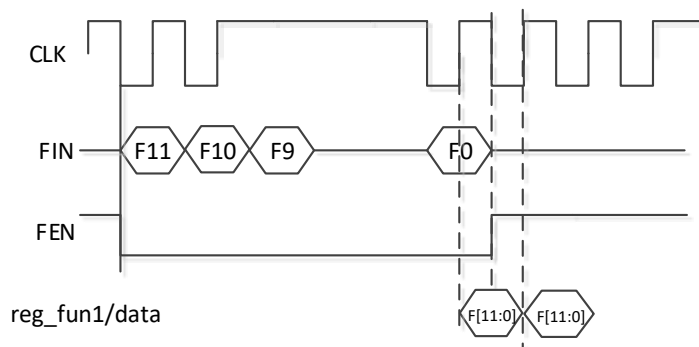 CLK
FIN F11 F10 F9 F0
FEN
reg_fun1/data F[11:0] F[11:0]